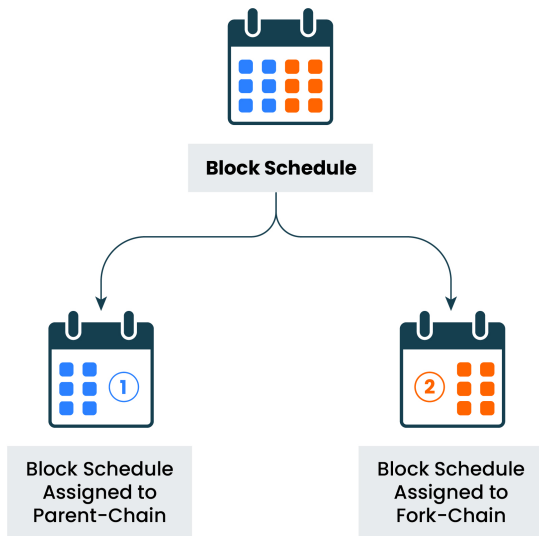 Block Schedule
1
2
Block Schedule
Assigned to
Parent-Chain
Block Schedule
Assigned to
Fork-Chain